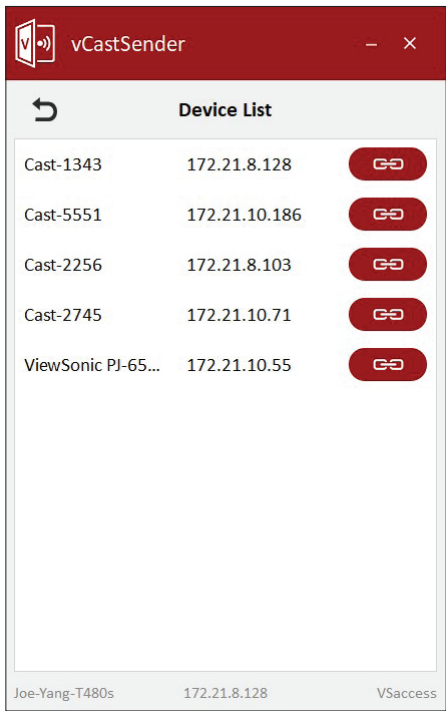 V vCastSender
Device List
Cast-1343 172.21.8.128
Cast-5551 172.21.10.186
Cast-2256 172.21.8.103
Cast-2745 172.21.10.71
ViewSonic PJ-65... 172.21.10.55
Joe-Yang-T480s 172.21.8.128 VSaccess